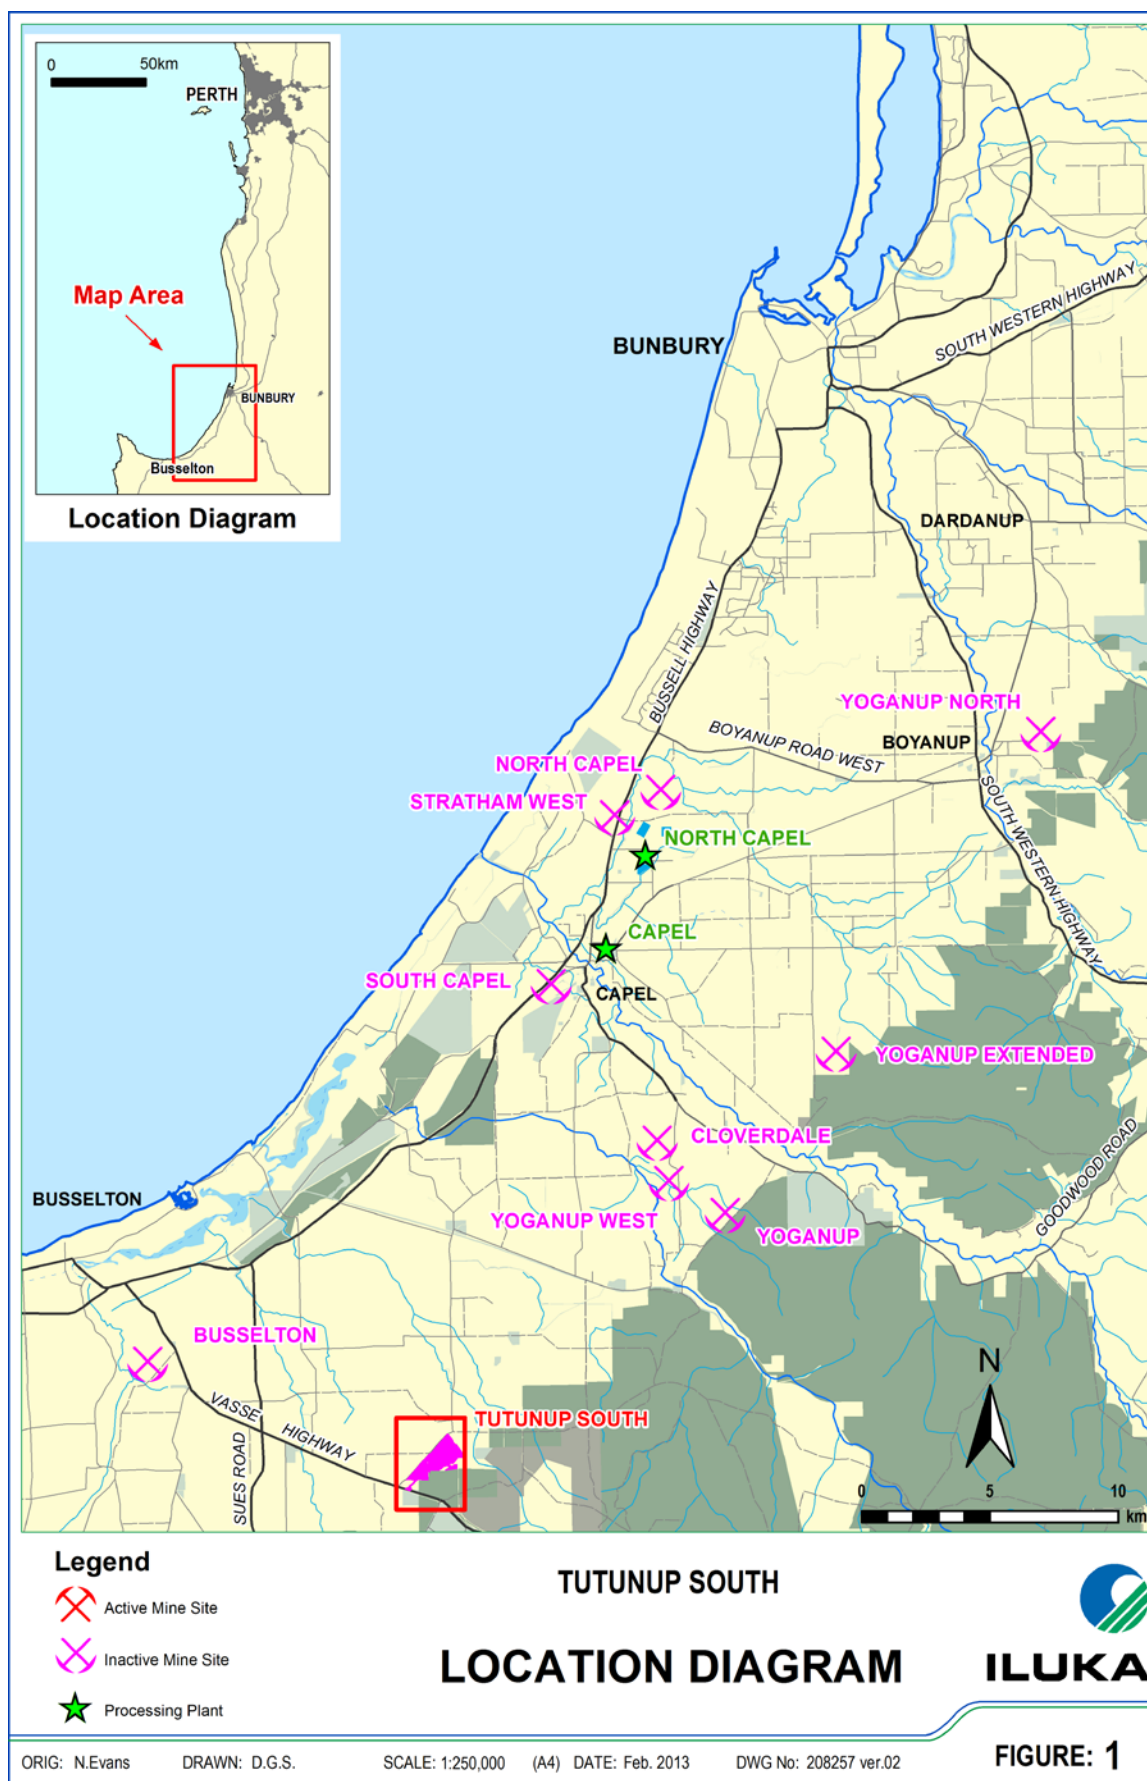 0 50km
PERTH
Map Area
BUNBURY
Busselton
Location Diagram
BUNBURY
SOUTH WESTERN HIGHWAY
DARDANUP
BUSSELL HIGHWAY
YOGANUP NORTH
BOYANUP ROAD WEST
BOYANUP
NORTH CAPEL
STRATHAM WEST
NORTH CAPEL
SOUTH WESTERN HIGHWAY
CAPEL
SOUTH CAPEL
CAPEL
YOGANUP EXTENDED
CLOVERDALE
GOODWOOD ROAD
BUSSELTON
YOGANUP WEST
YOGANUP
BUSSELTON
N
VASSE HIGHWAY
TUTUNUP SOUTH
SUES ROAD
0 5 10
km
Legend
Active Mine Site
Inactive Mine Site
Processing Plant
TUTUNUP SOUTH
LOCATION DIAGRAM
ILUKA
ORIG: N.Evans DRAWN: D.G.S. SCALE: 1:250,000 (A4) DATE: Feb. 2013 DWG No: 208257 ver.02
FIGURE: 1